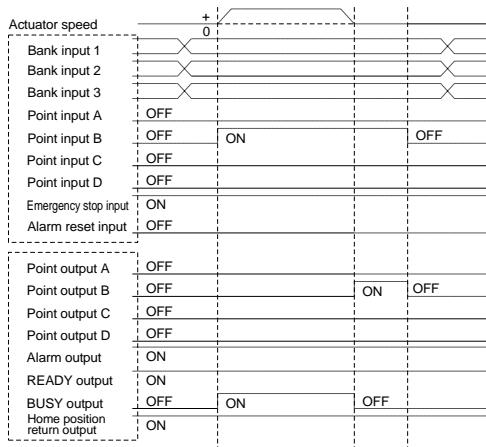 +
Actuator speed
0
Bank input 1
Bank input 2
Bank input 3
Point input A OFF
Point input B OFF ON OFF
Point input C OFF
Point input D OFF
Emergency stop input ON
Alarm reset input OFF
Point output A OFF
Point output B OFF ON OFF
Point output C OFF
Point output D OFF
Alarm output ON
READY output ON
BUSY output OFF ON OFF
Home position
return output ON